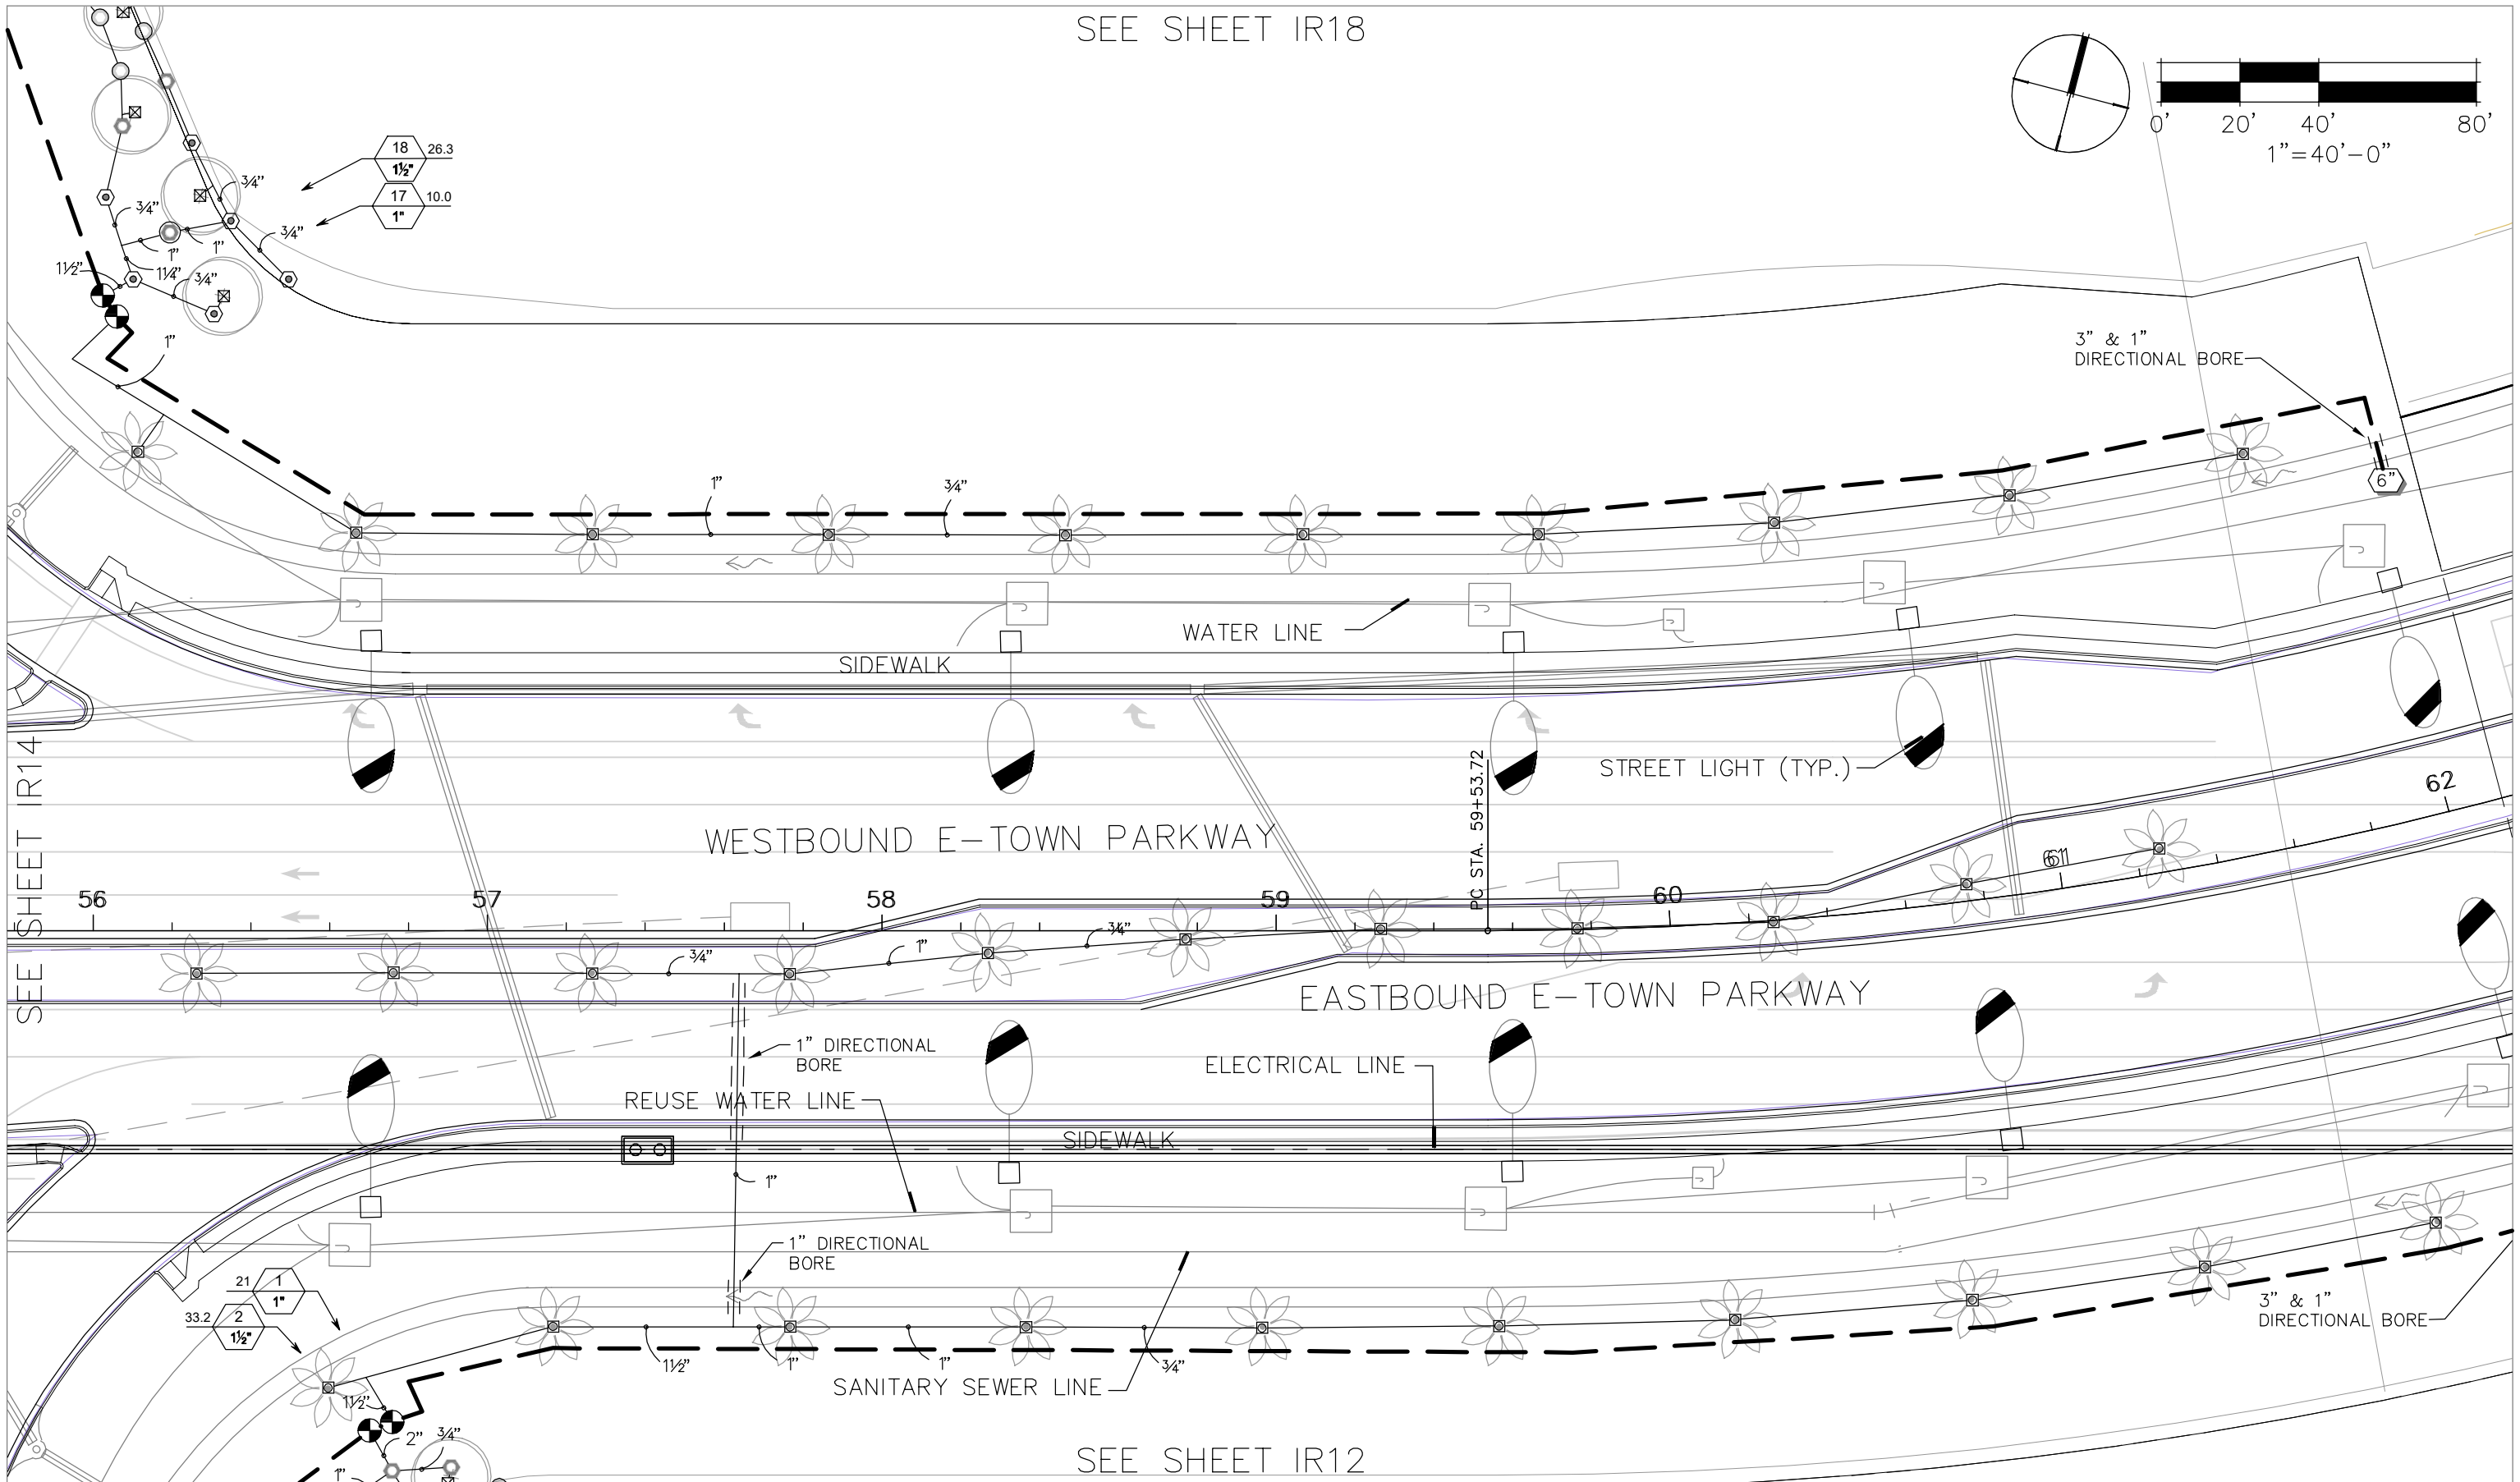 SEE SHEET IR18
0' 20' 40' 80'
1"=40'-0"
18 26.3
1½"
17 10.0
1"
¾"
¾"
¾"
1"
1"
1½"
1¼"
¾"
1"
3" & 1"
DIRECTIONAL BORE
6"
1"
¾"
WATER LINE
SIDEWALK
SEE SHEET IR14
PC STA. 59+53.72
STREET LIGHT (TYP.)
WESTBOUND E-TOWN PARKWAY
56
57
58
59
60
61
62
¾"
1"
¾"
EASTBOUND E-TOWN PARKWAY
1" DIRECTIONAL
BORE
ELECTRICAL LINE
REUSE WATER LINE
SIDEWALK
1"
1" DIRECTIONAL
BORE
21 1
1"
33.2 2
1½"
3" & 1"
DIRECTIONAL BORE
1½"
1"
1"
¾"
SANITARY SEWER LINE
1½"
2"
¾"
1"
SEE SHEET IR12